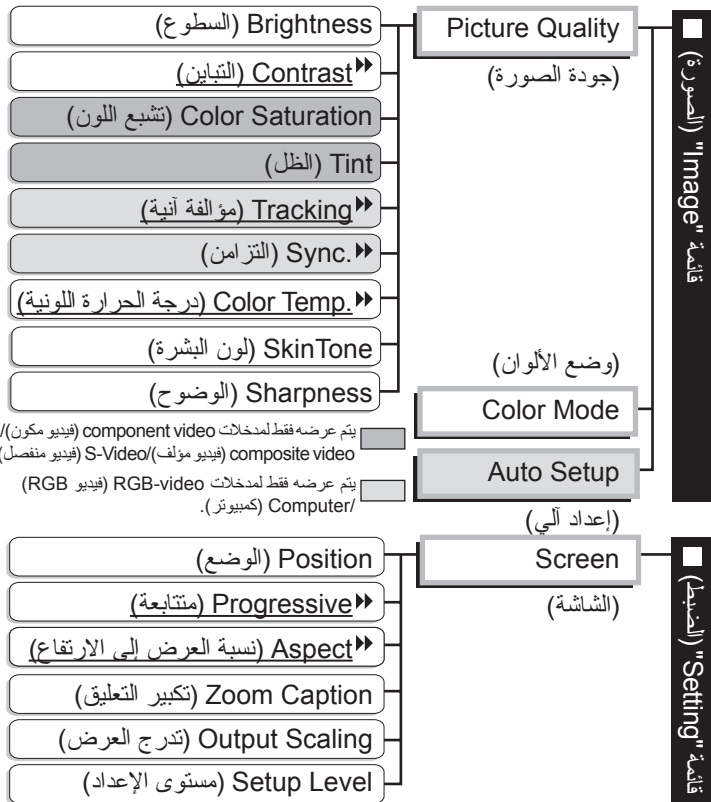 قائمة "Image" (الصورة)
Picture Quality
(جودة الصورة)
Brightness (السطوع)
Contrast (التباين)
Color Saturation (تشبع اللون)
Tint (الظل)
Tracking (مؤالفة آنية)
Sync. (التزامن)
Color Temp. (درجة الحرارة اللونية)
SkinTone (لون البشرة)
Sharpness (الوضوح)
(وضع الألوان)
Color Mode
Auto Setup
(إعداد آلي)
يتم عرضه فقط لمدخلات component video (فيديو مكون)/
composite video (فيديو مؤلف)/S-Video (فيديو منفصل)
يتم عرضه فقط لمدخلات RGB-video (فيديو RGB)
/Computer (كمبيوتر).
قائمة "Setting" (الضبط)
Screen
(الشاشة)
Position (الوضع)
Progressive (متتابعة)
Aspect (نسبة العرض إلى الارتفاع)
Zoom Caption (تكبير التعليق)
Output Scaling (تدرج العرض)
Setup Level (مستوى الإعداد)